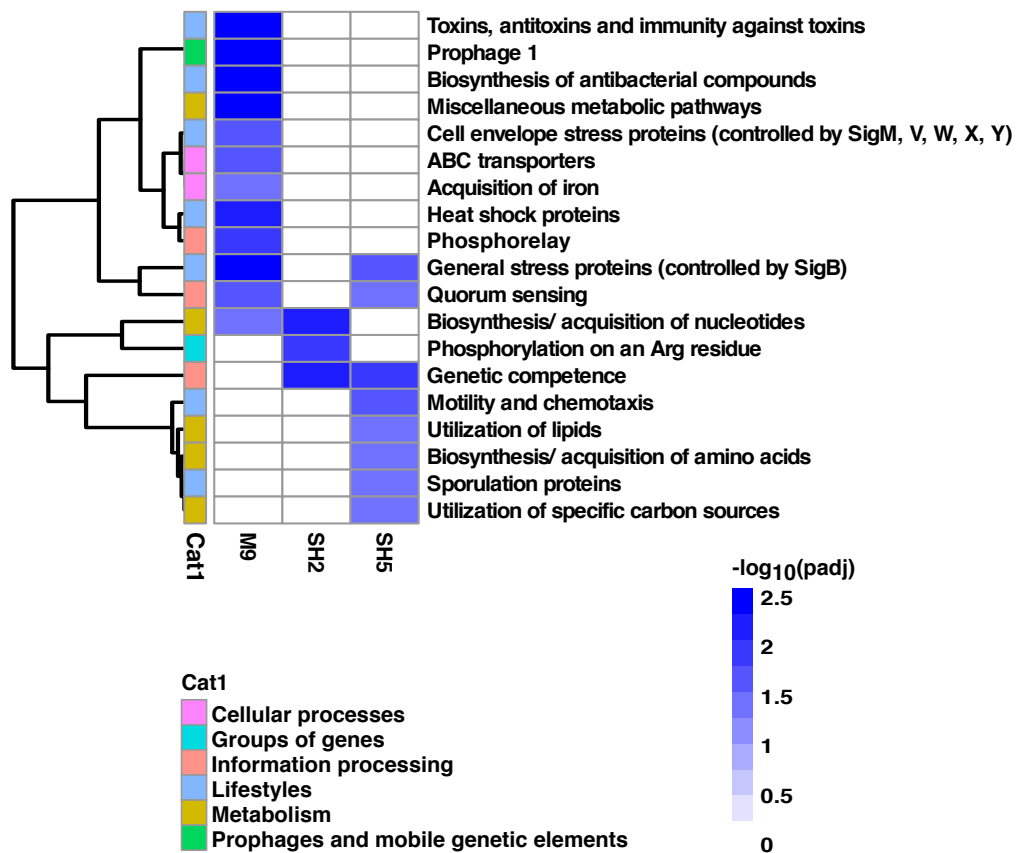 Toxins, antitoxins and immunity against toxins
Prophage 1
Biosynthesis of antibacterial compounds
Miscellaneous metabolic pathways
Cell envelope stress proteins (controlled by SigM, V, W, X, Y)
ABC transporters
Acquisition of iron
Heat shock proteins
Phosphorelay
General stress proteins (controlled by SigB)
Quorum sensing
Biosynthesis/ acquisition of nucleotides
Phosphorylation on an Arg residue
Genetic competence
Motility and chemotaxis
Utilization of lipids
Biosynthesis/ acquisition of amino acids
Sporulation proteins
Utilization of specific carbon sources
Cat1
M9
SH2
SH5
-log10(padj)
2.5
2
1.5
1
0.5
0
Cat1
Cellular processes
Groups of genes
Information processing
Lifestyles
Metabolism
Prophages and mobile genetic elements